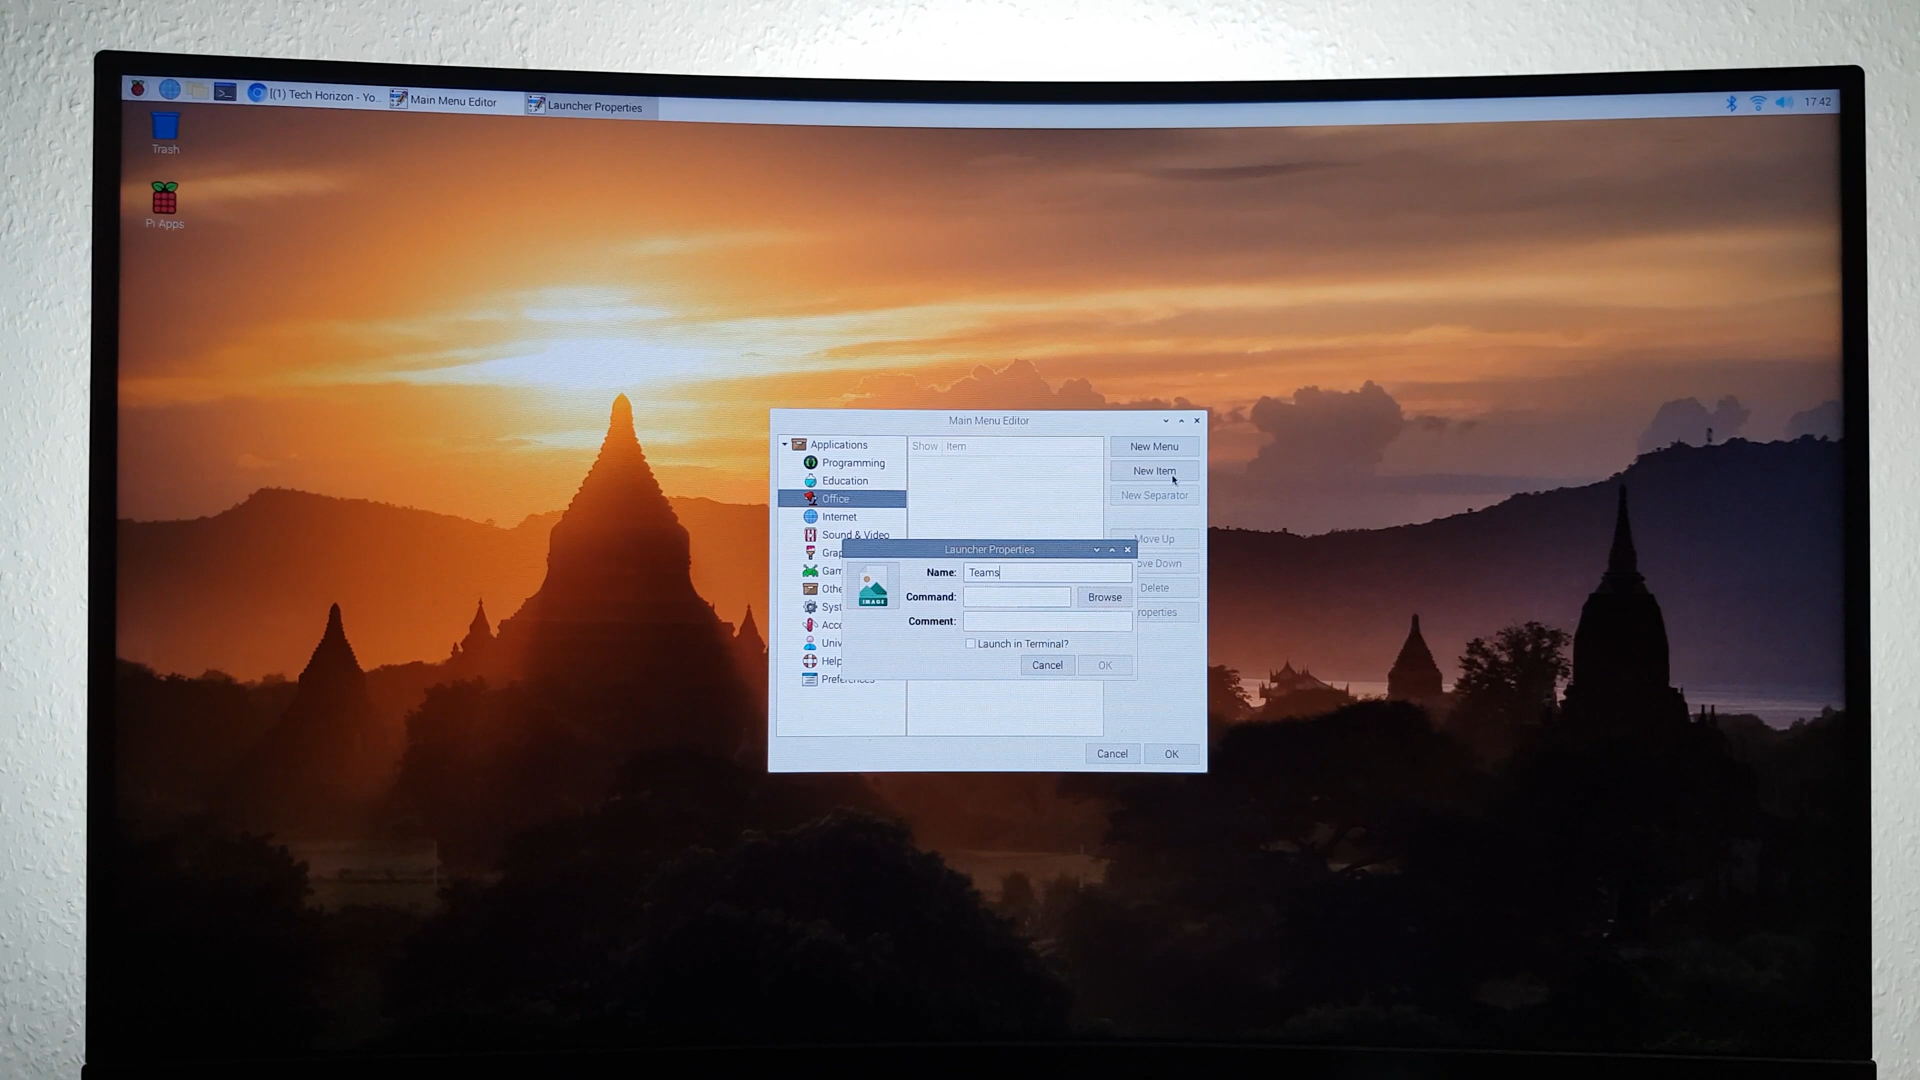 [(1) Tech Horizon - Yo...
Main Menu Editor
Launcher Properties
17:42
Trash
Pi Apps
Main Menu Editor
Applications
Programming
Education
Office
Internet
Sound & Video
Grap
Gam
Othe
Syst
Acce
Univ
Help
Preferences
Show Item
New Menu
New Item
New Separator
Move Up
ove Down
Delete
roperties
Launcher Properties
Name: Teams
IMAGE
Command: Browse
Comment:
Launch in Terminal?
Cancel OK
Cancel OK